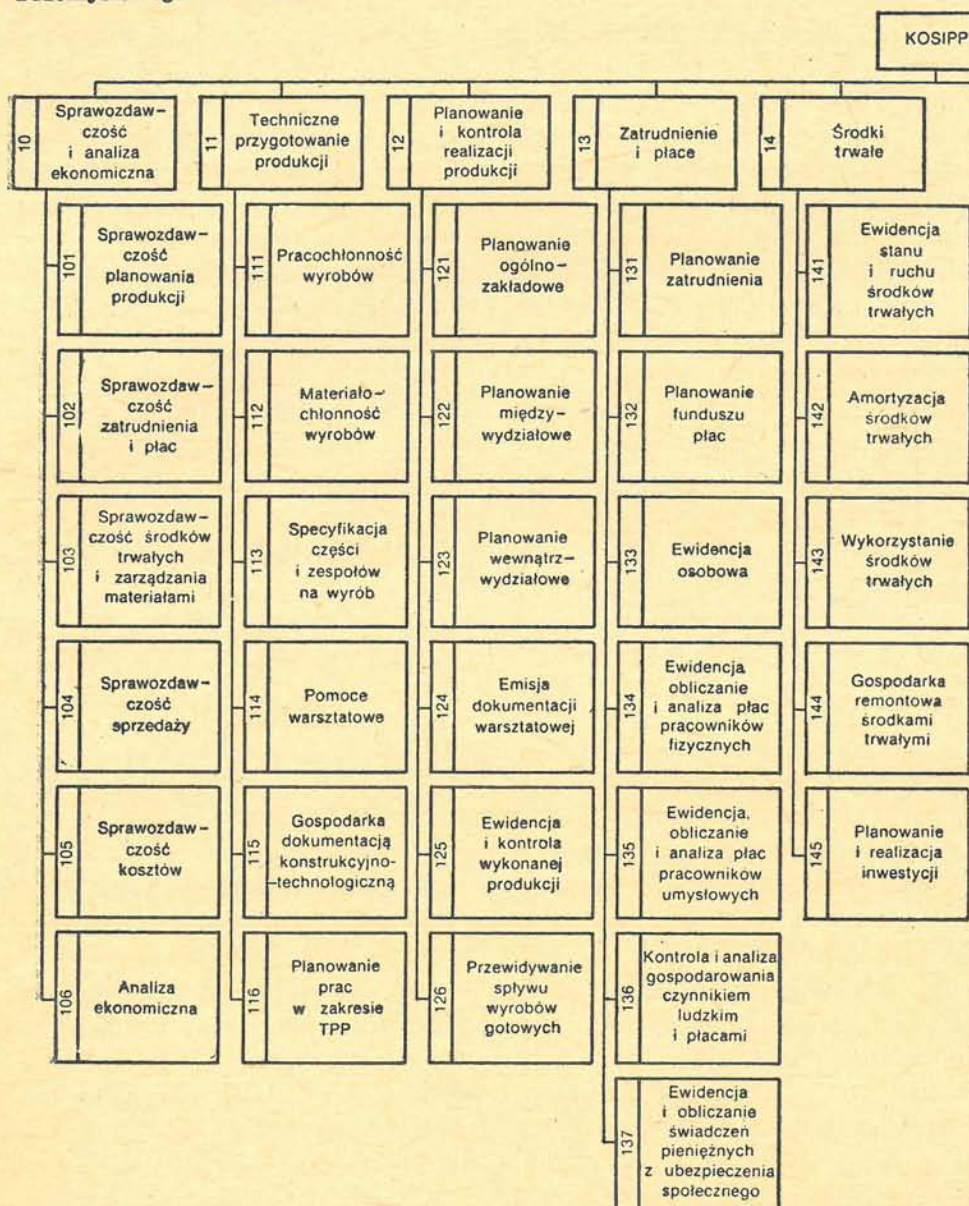 KOSIPP
10
Sprawozdaw-
czość
i analiza
ekonomiczna
101
Sprawozdaw-
czość
planowania
produkcji
102
Sprawozdaw-
czość
zatrudnienia
i płac
103
Sprawozdaw-
czość środków
trwałych
i zarządzania
materiałami
104
Sprawozdaw-
czość
sprzedaży
105
Sprawozdaw-
czość
kosztów
106
Analiza
ekonomiczna
11
Techniczne
przygotowanie
produkcji
111
Pracochłonność
wyrobów
112
Materiało-
chłonność
wyrobów
113
Specyfikacja
części
i zespołów
na wyrób
114
Pomoce
warsztatowe
115
Gospodarka
dokumentacją
konstrukcyjno-
-technologiczną
116
Planowanie
prac
w zakresie
TPP
12
Planowanie
i kontrola
realizacji
produkcji
121
Planowanie
ogólno-
zakładowe
122
Planowanie
między-
wydziałowe
123
Planowanie
wewnątrz-
wydziałowe
124
Emisja
dokumentacji
warsztatowej
125
Ewidencja
i kontrola
wykonanej
produkcji
126
Przewidywanie
spływu
wyrobów
gotowych
13
Zatrudnienie
i płace
131
Planowanie
zatrudnienia
132
Planowanie
funduszu
płac
133
Ewidencja
osobowa
134
Ewidencja
obliczanie
i analiza płac
pracowników
fizycznych
135
Ewidencja,
obliczanie
i analiza płac
pracowników
umysłowych
136
Kontrola i analiza
gospodarowania
czynnikiem
ludzkim
i płacami
137
Ewidencja
i obliczanie
świadczeń
pieniężnych
z ubezpieczenia
społecznego
14
Środki
trwałe
141
Ewidencja
stanu
i ruchu
środków
trwałych
142
Amortyzacja
środków
trwałych
143
Wykorzystanie
środków
trwałych
144
Gospodarka
remontowa
środkami
trwałymi
145
Planowanie
i realizacja
inwestycji